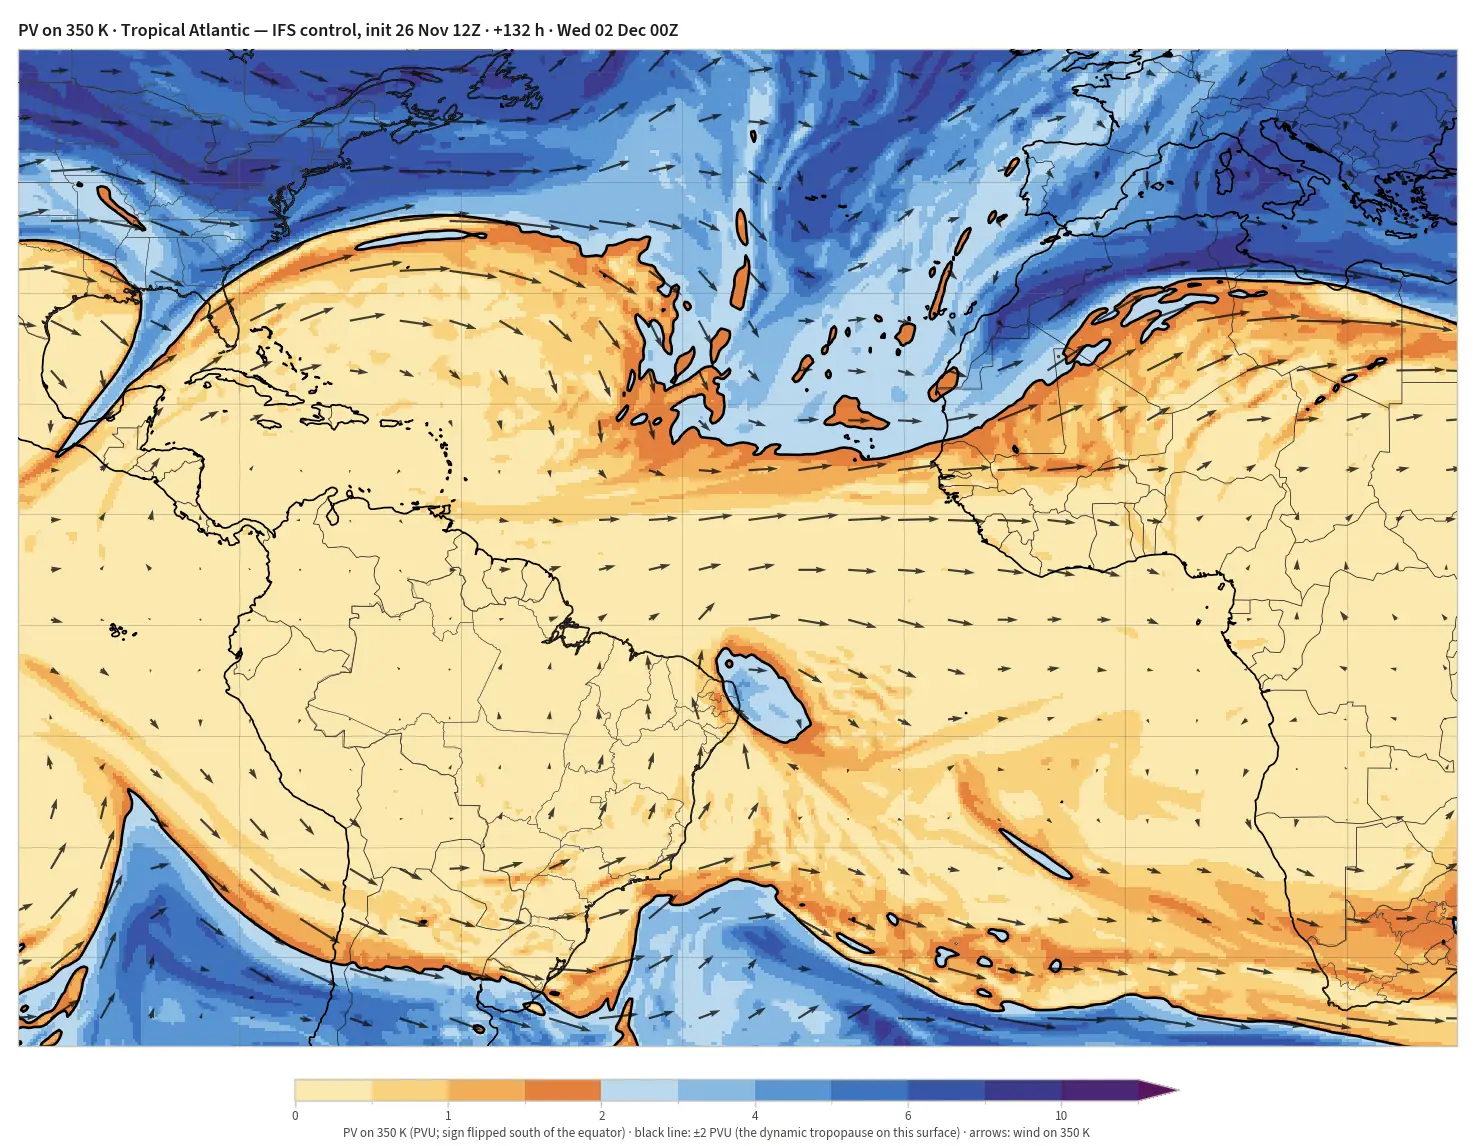 PV on 350 K · Tropical Atlantic — IFS control, init 26 Nov 12Z · +132 h · Wed 02 Dec 00Z
0 1 2 4 6 10
PV on 350 K (PVU; sign flipped south of the equator) · black line: ±2 PVU (the dynamic tropopause on this surface) · arrows: wind on 350 K